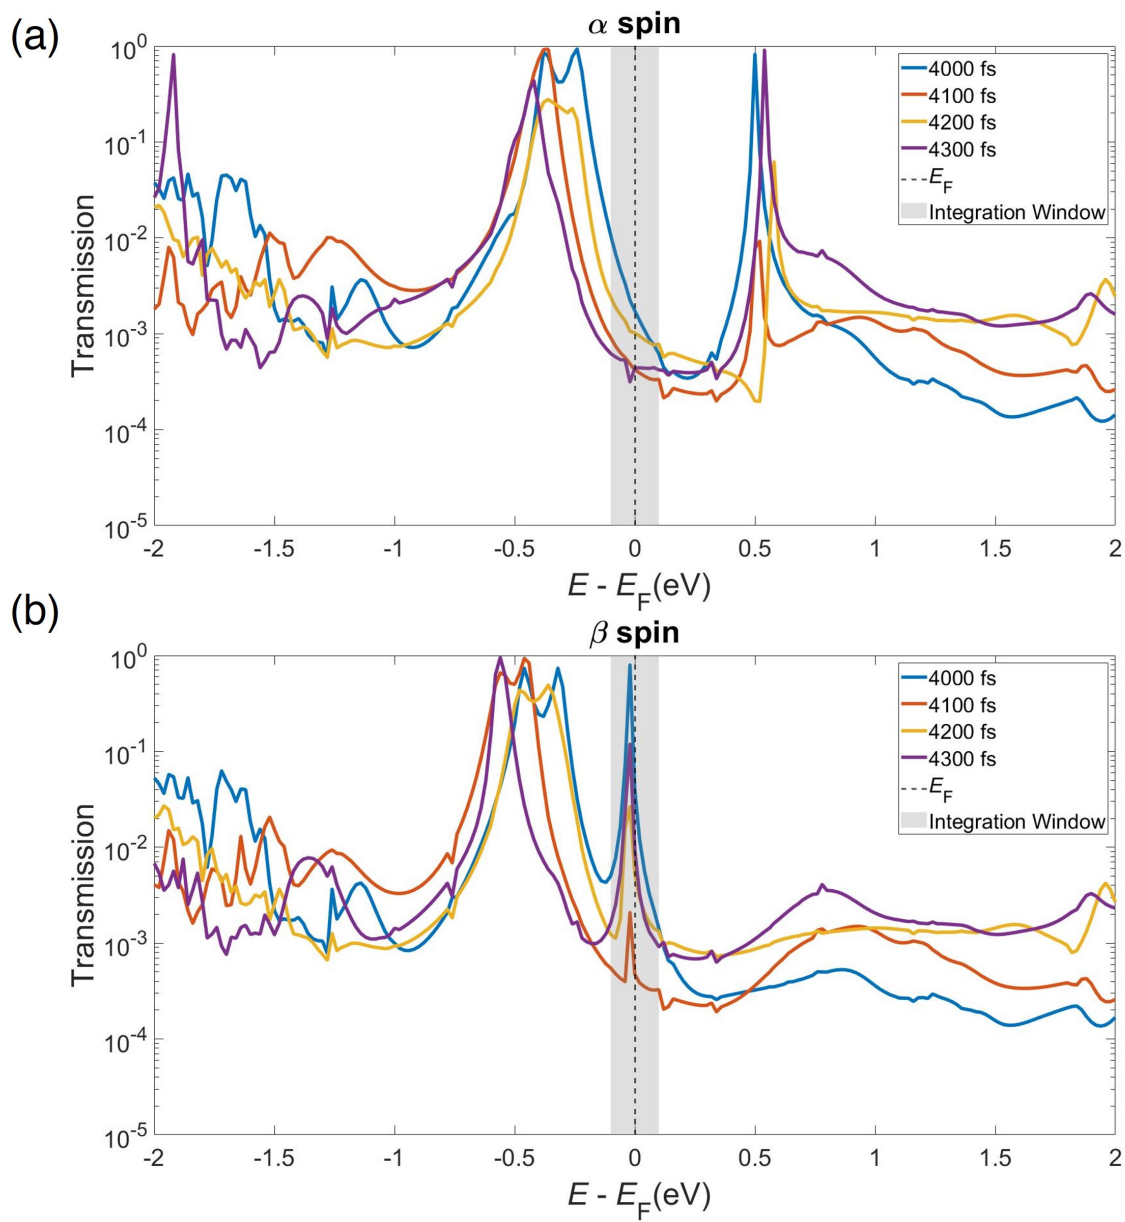 (a)
α spin
10^0
10^-1
10^-2
10^-3
10^-4
10^-5
Transmission
4000 fs
4100 fs
4200 fs
4300 fs
E_F
Integration Window
-2 -1.5 -1 -0.5 0 0.5 1 1.5 2
E - E_F(eV)
(b)
β spin
10^0
10^-1
10^-2
10^-3
10^-4
10^-5
Transmission
4000 fs
4100 fs
4200 fs
4300 fs
E_F
Integration Window
-2 -1.5 -1 -0.5 0 0.5 1 1.5 2
E - E_F(eV)